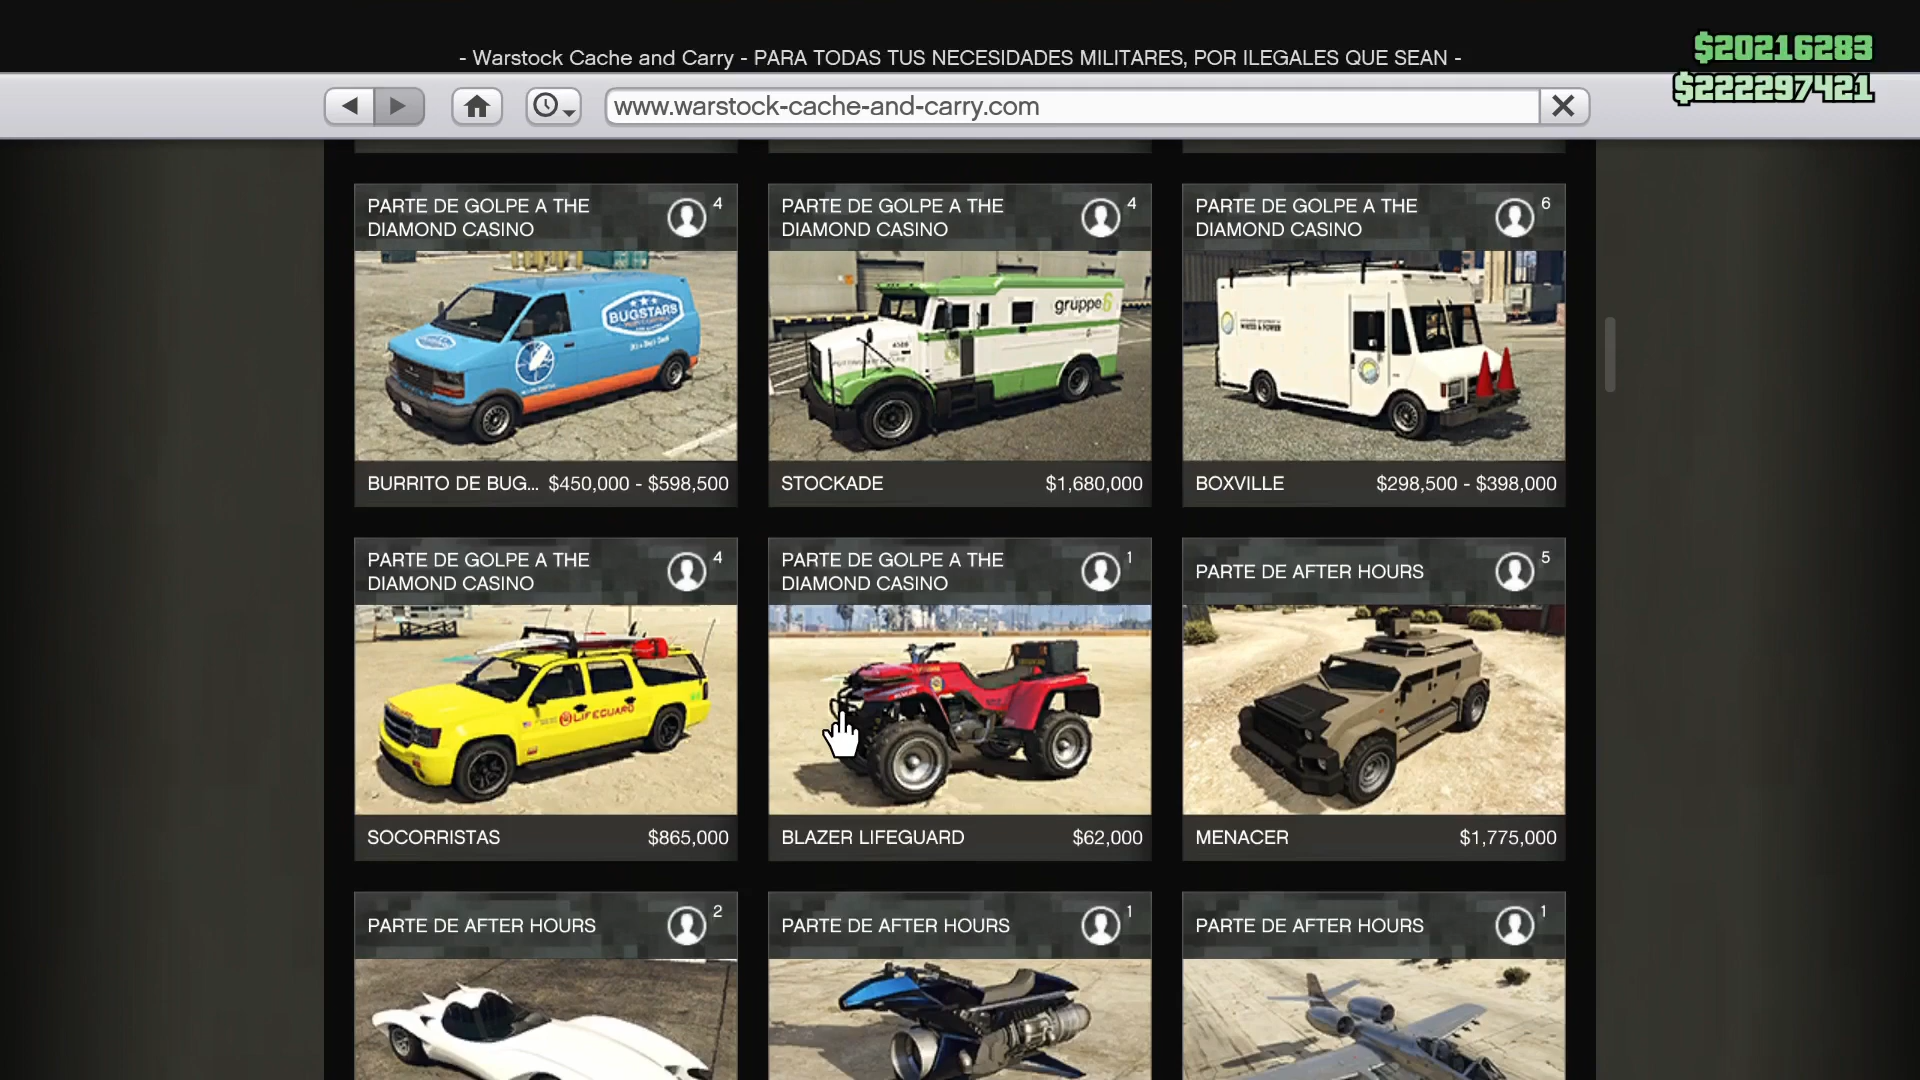 - Warstock Cache and Carry - PARA TODAS TUS NECESIDADES MILITARES, POR ILEGALES QUE SEAN -
$20216283
$222297421
www.warstock-cache-and-carry.com
PARTE DE GOLPE A THE
DIAMOND CASINO
4
BUGSTARS
BURRITO DE BUG... $450,000 - $598,500
PARTE DE GOLPE A THE
DIAMOND CASINO
4
gruppe6
STOCKADE $1,680,000
PARTE DE GOLPE A THE
DIAMOND CASINO
6
WATER & POWER
BOXVILLE $298,500 - $398,000
PARTE DE GOLPE A THE
DIAMOND CASINO
4
LIFEGUARD
SOCORRISTAS $865,000
PARTE DE GOLPE A THE
DIAMOND CASINO
1
BLAZER LIFEGUARD $62,000
PARTE DE AFTER HOURS
5
MENACER $1,775,000
PARTE DE AFTER HOURS
2
PARTE DE AFTER HOURS
1
PARTE DE AFTER HOURS
1